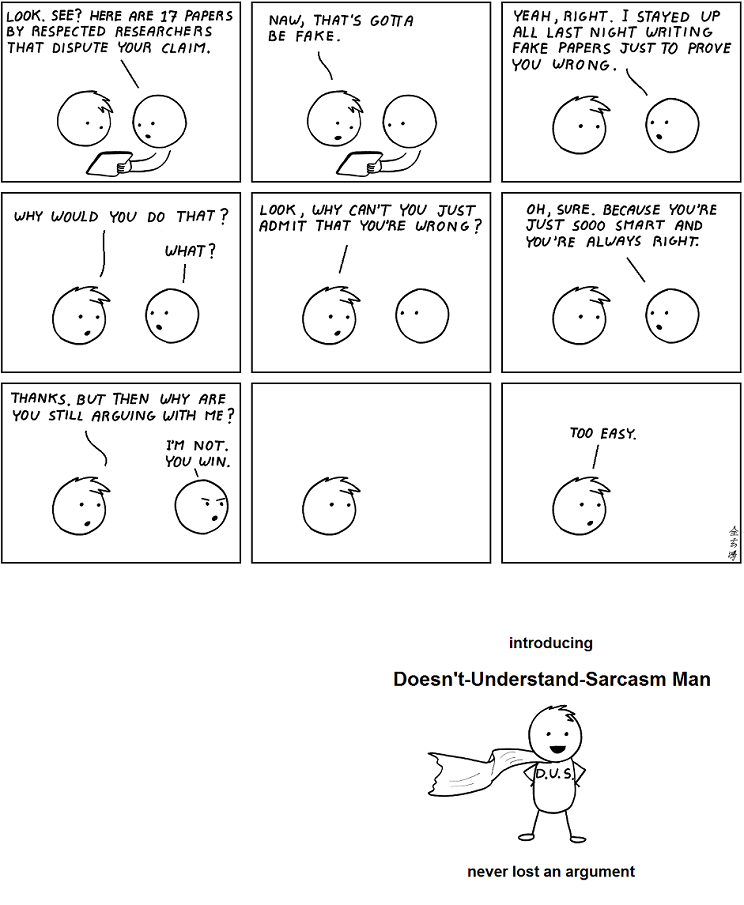 LOOK. SEE? HERE ARE 17 PAPERS
BY RESPECTED RESEARCHERS
THAT DISPUTE YOUR CLAIM.
NAW, THAT'S GOTTA
BE FAKE.
YEAH, RIGHT. I STAYED UP
ALL LAST NIGHT WRITING
FAKE PAPERS JUST TO PROVE
YOU WRONG.
WHY WOULD YOU DO THAT?
WHAT?
LOOK, WHY CAN'T YOU JUST
ADMIT THAT YOU'RE WRONG?
OH, SURE. BECAUSE YOU'RE
JUST SOOO SMART AND
YOU'RE ALWAYS RIGHT.
THANKS. BUT THEN WHY ARE
YOU STILL ARGUING WITH ME?
I'M NOT.
YOU WIN.
TOO EASY.
introducing
Doesn't-Understand-Sarcasm Man
D.U.S.
never lost an argument